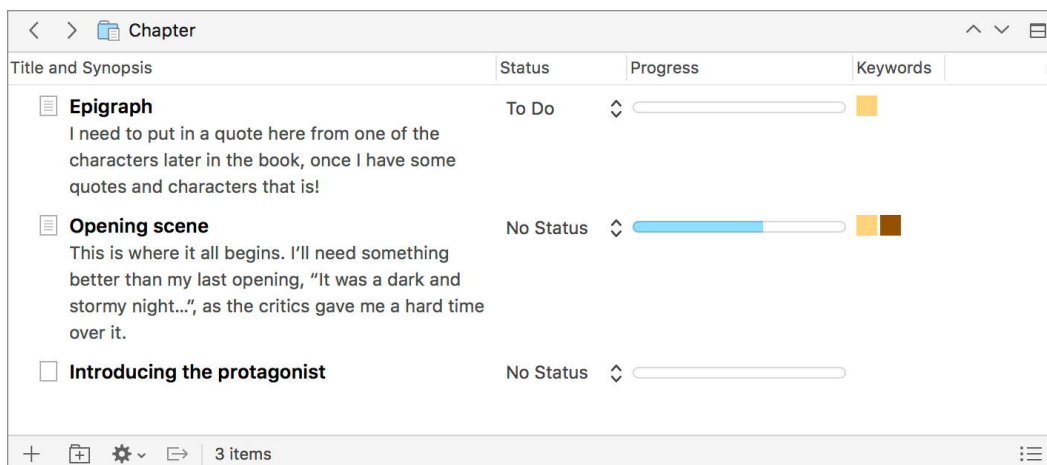 Chapter
Title and Synopsis Status Progress Keywords
Epigraph To Do
I need to put in a quote here from one of the
characters later in the book, once I have some
quotes and characters that is!
Opening scene No Status
This is where it all begins. I’ll need something
better than my last opening, “It was a dark and
stormy night...”, as the critics gave me a hard time
over it.
Introducing the protagonist No Status
3 items